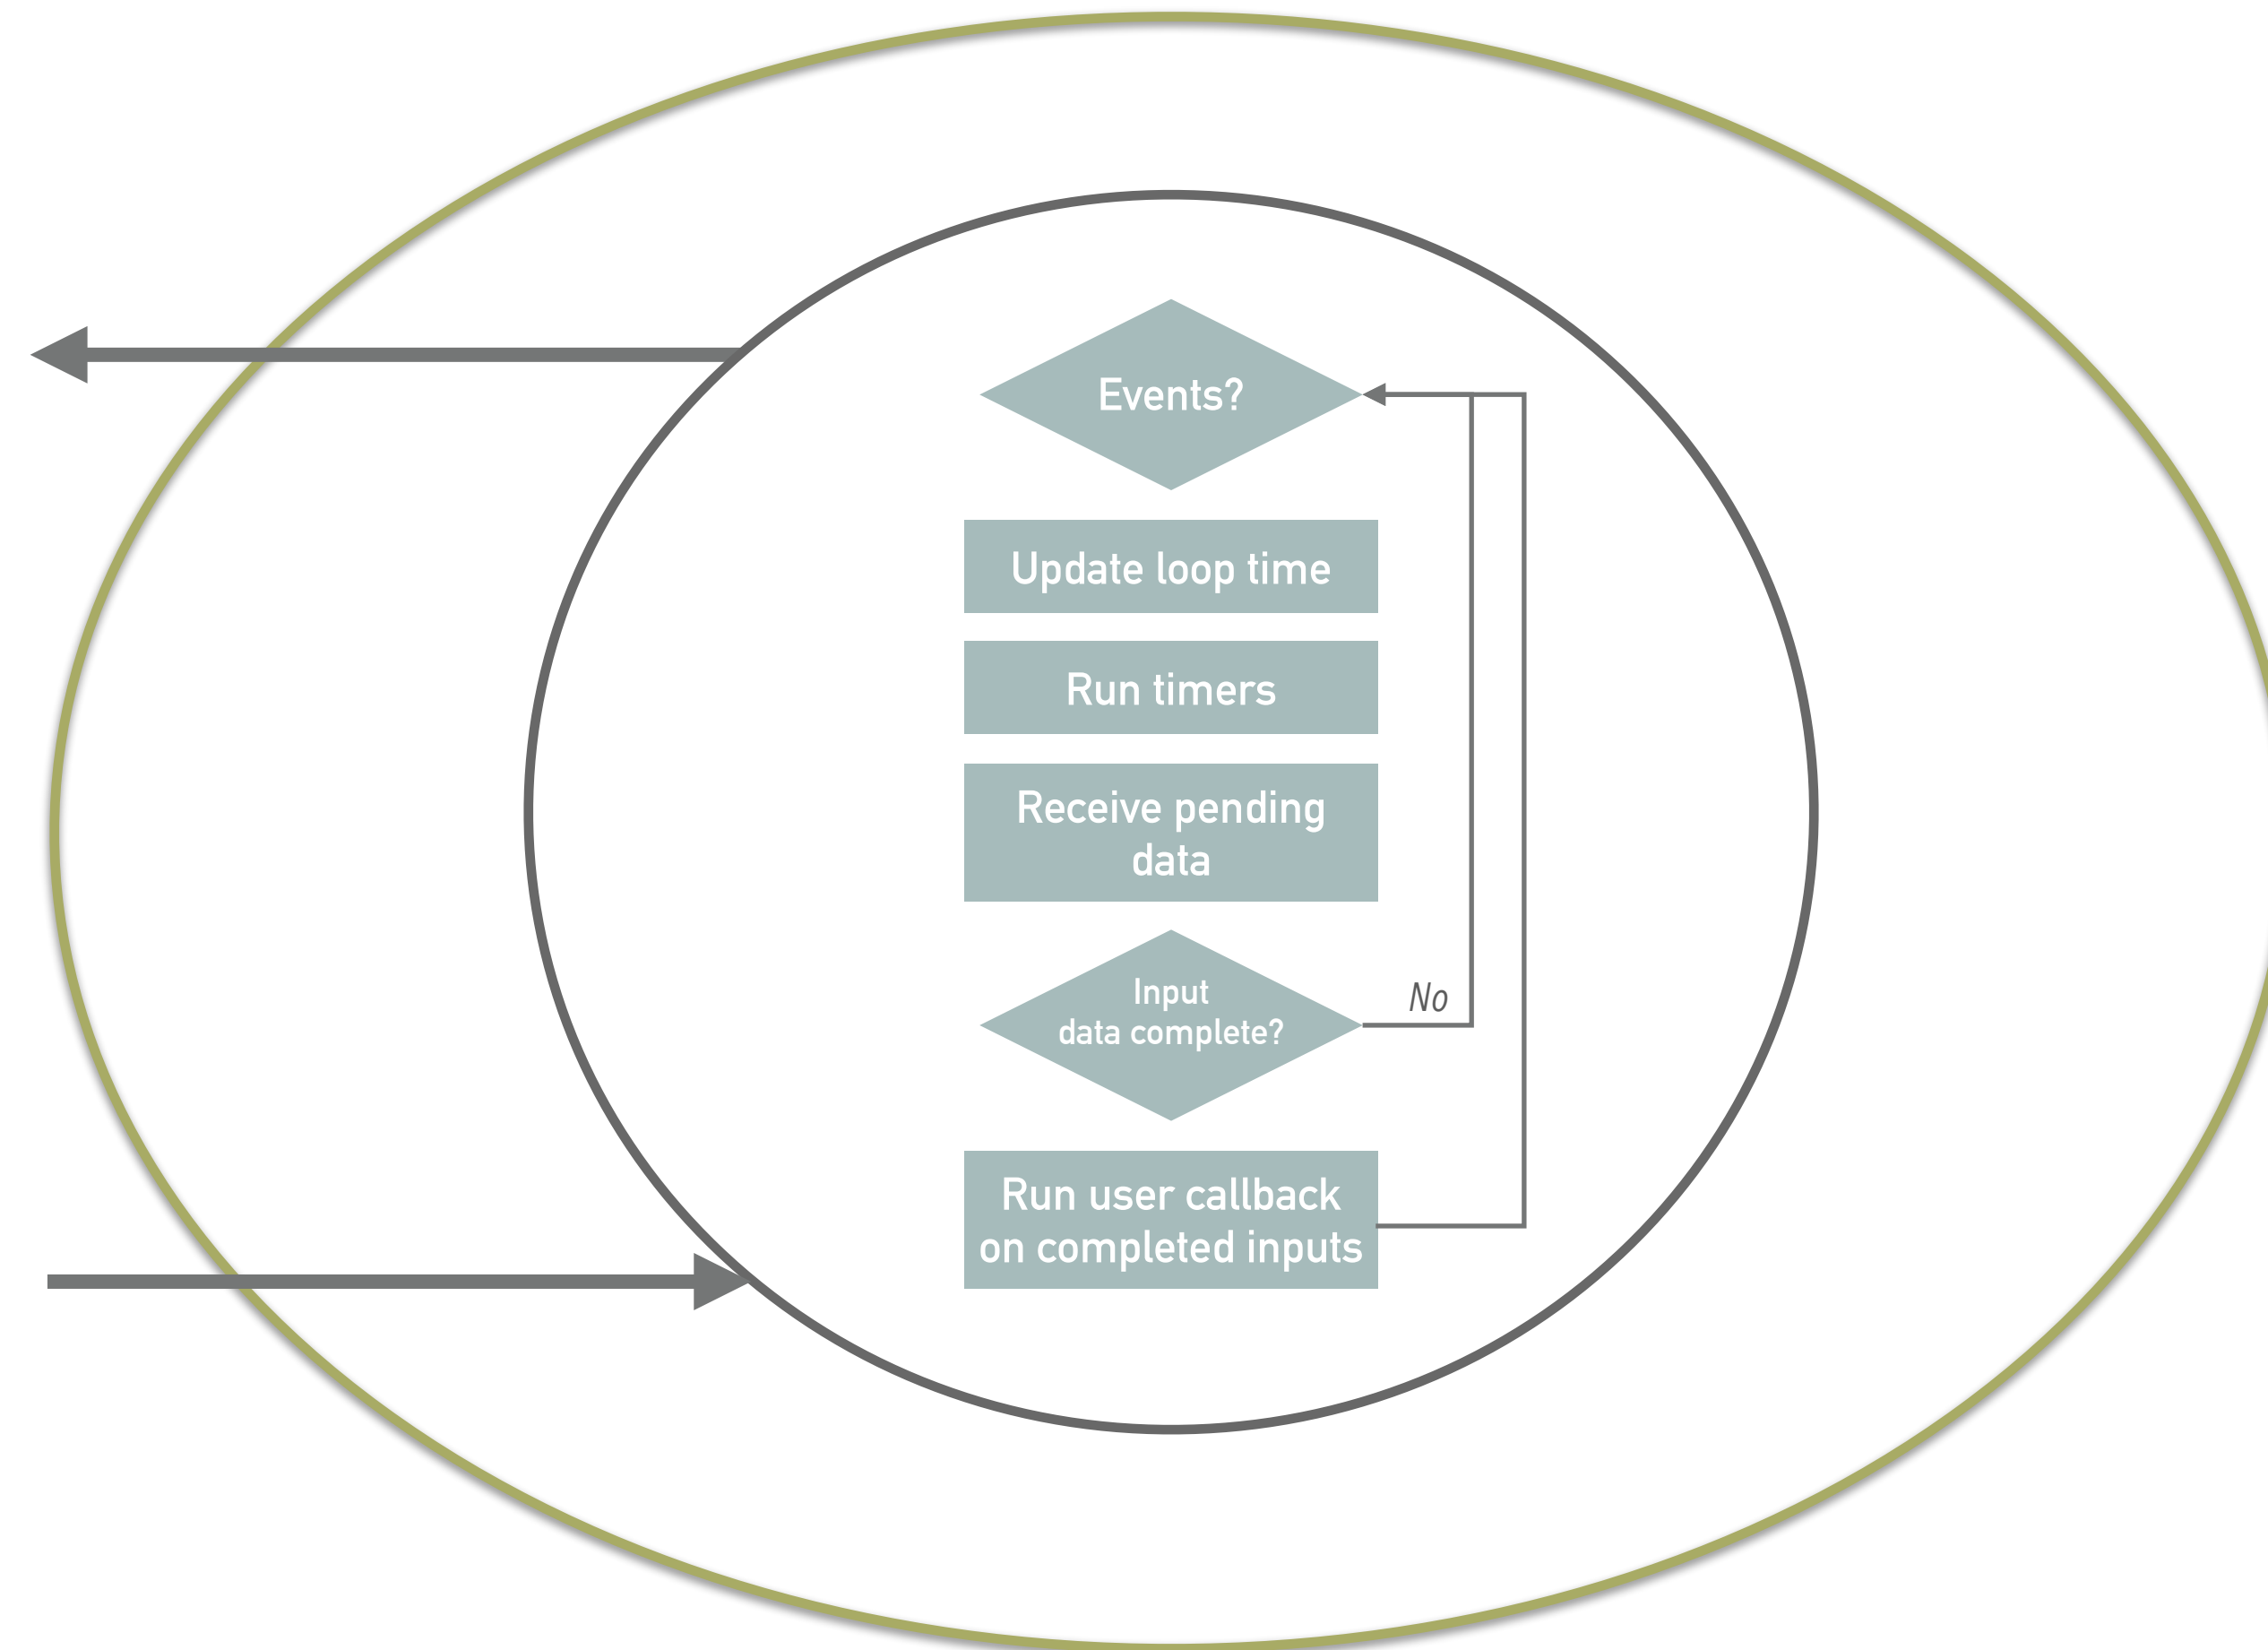 Events?
Update loop time
Run timers
Receive pending
data
Input
data complete?
No
Run user callback
on completed inputs